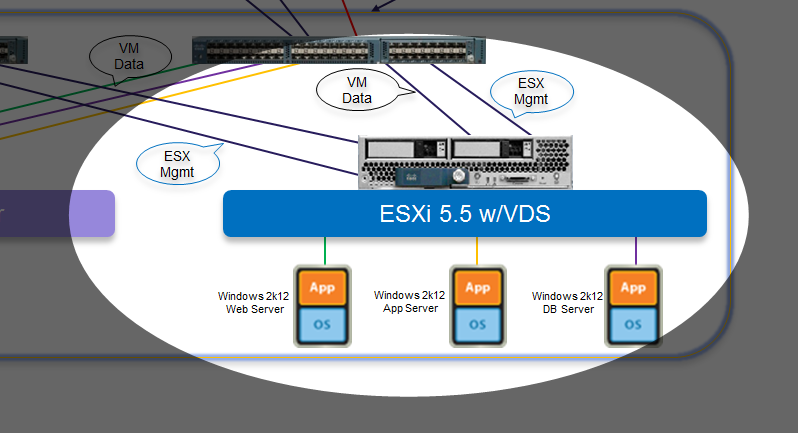 VM
Data
VM
Data
ESX
Mgmt
ESX
Mgmt
ESXi 5.5 w/VDS
Windows 2k12
Web Server
App
OS
Windows 2k12
App Server
App
OS
Windows 2k12
DB Server
App
OS